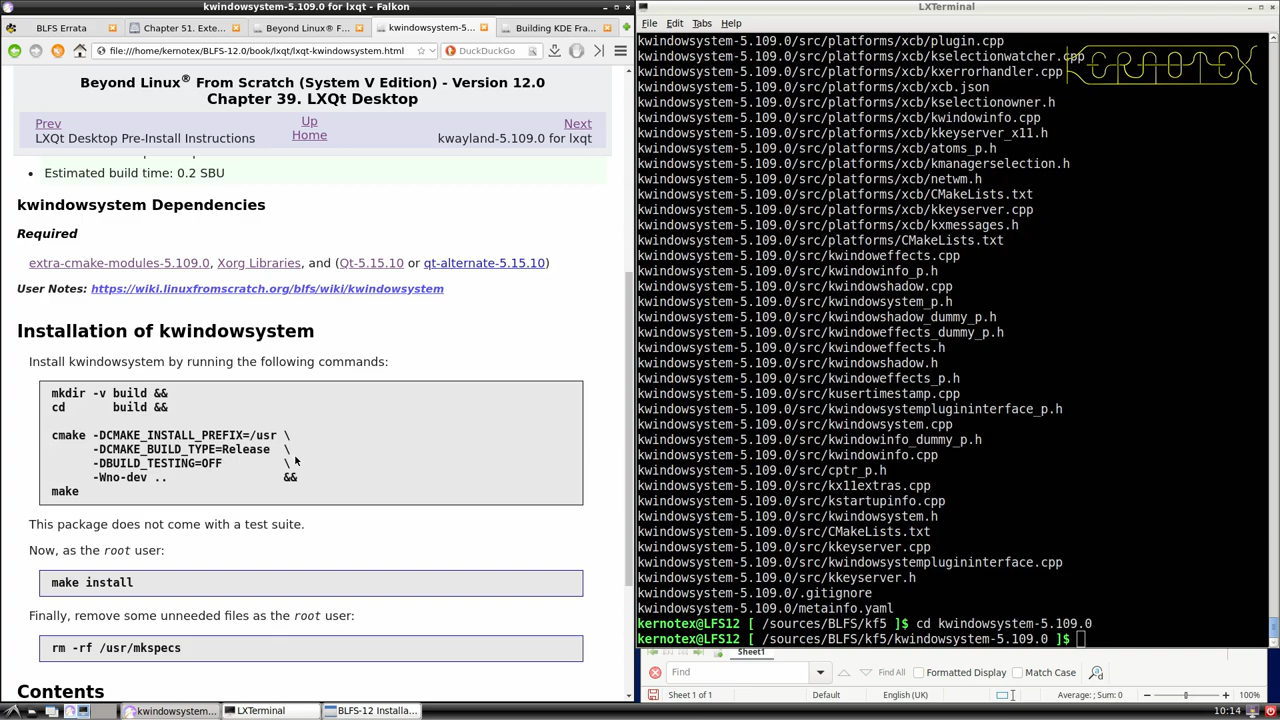 kwindowsystem-5.109.0 for lxqt - Falkon
BLFS Errata
Chapter 51. Exte...
Beyond Linux® Fro...
kwindowsystem-5...
Building KDE Fra...
file:///home/kernotex/BLFS-12.0/book/lxqt/lxqt-kwindowsystem.html
DuckDuckGo
Beyond Linux® From Scratch (System V Edition) - Version 12.0
Chapter 39. LXQt Desktop
Prev
Up
Next
LXQt Desktop Pre-Install Instructions
Home
kwayland-5.109.0 for lxqt
Estimated build time: 0.2 SBU
kwindowsystem Dependencies
Required
extra-cmake-modules-5.109.0, Xorg Libraries, and (Qt-5.15.10 or qt-alternate-5.15.10)
User Notes: https://wiki.linuxfromscratch.org/blfs/wiki/kwindowsystem
Installation of kwindowsystem
Install kwindowsystem by running the following commands:
mkdir -v build &&
cd       build &&
cmake -DCMAKE_INSTALL_PREFIX=/usr \
-DCMAKE_BUILD_TYPE=Release  \
-DBUILD_TESTING=OFF         \
-Wno-dev ..                 &&
make
This package does not come with a test suite.
Now, as the root user:
make install
Finally, remove some unneeded files as the root user:
rm -rf /usr/mkspecs
Contents
LXTerminal
File Edit Tabs Help
KERNOTEX
kwindowsystem-5.109.0/src/platforms/xcb/plugin.cpp
kwindowsystem-5.109.0/src/platforms/xcb/kselectionwatcher.cpp
kwindowsystem-5.109.0/src/platforms/xcb/kxerrorhandler.cpp
kwindowsystem-5.109.0/src/platforms/xcb/xcb.json
kwindowsystem-5.109.0/src/platforms/xcb/kselectionowner.h
kwindowsystem-5.109.0/src/platforms/xcb/kwindowinfo.cpp
kwindowsystem-5.109.0/src/platforms/xcb/kkeyserver_x11.h
kwindowsystem-5.109.0/src/platforms/xcb/atoms_p.h
kwindowsystem-5.109.0/src/platforms/xcb/kmanagerselection.h
kwindowsystem-5.109.0/src/platforms/xcb/netwm.h
kwindowsystem-5.109.0/src/platforms/xcb/CMakeLists.txt
kwindowsystem-5.109.0/src/platforms/xcb/kkeyserver.cpp
kwindowsystem-5.109.0/src/platforms/xcb/kxmessages.h
kwindowsystem-5.109.0/src/platforms/CMakeLists.txt
kwindowsystem-5.109.0/src/kwindoweffects.cpp
kwindowsystem-5.109.0/src/kwindowinfo_p.h
kwindowsystem-5.109.0/src/kwindowshadow.cpp
kwindowsystem-5.109.0/src/kwindowsystem_p.h
kwindowsystem-5.109.0/src/kwindowshadow_dummy_p.h
kwindowsystem-5.109.0/src/kwindoweffects_dummy_p.h
kwindowsystem-5.109.0/src/kwindoweffects.h
kwindowsystem-5.109.0/src/kwindowshadow.h
kwindowsystem-5.109.0/src/kwindoweffects_p.h
kwindowsystem-5.109.0/src/kusertimestamp.cpp
kwindowsystem-5.109.0/src/kwindowsystemplugininterface_p.h
kwindowsystem-5.109.0/src/kwindowsystem.cpp
kwindowsystem-5.109.0/src/kwindowinfo_dummy_p.h
kwindowsystem-5.109.0/src/kwindowinfo.cpp
kwindowsystem-5.109.0/src/cptr_p.h
kwindowsystem-5.109.0/src/kx11extras.cpp
kwindowsystem-5.109.0/src/kstartupinfo.cpp
kwindowsystem-5.109.0/src/kwindowsystem.h
kwindowsystem-5.109.0/src/CMakeLists.txt
kwindowsystem-5.109.0/src/kkeyserver.cpp
kwindowsystem-5.109.0/src/kwindowsystemplugininterface.cpp
kwindowsystem-5.109.0/src/kkeyserver.h
kwindowsystem-5.109.0/.gitignore
kwindowsystem-5.109.0/metainfo.yaml
kernotex@LFS12 [ /sources/BLFS/kf5 ]$ cd kwindowsystem-5.109.0
kernotex@LFS12 [ /sources/BLFS/kf5/kwindowsystem-5.109.0 ]$
Sheet1
Find
Find All
Formatted Display
Match Case
Sheet 1 of 1
Default
English (UK)
Average: ; Sum: 0
100%
kwindowsystem...
LXTerminal
BLFS-12 Installa...
10:14